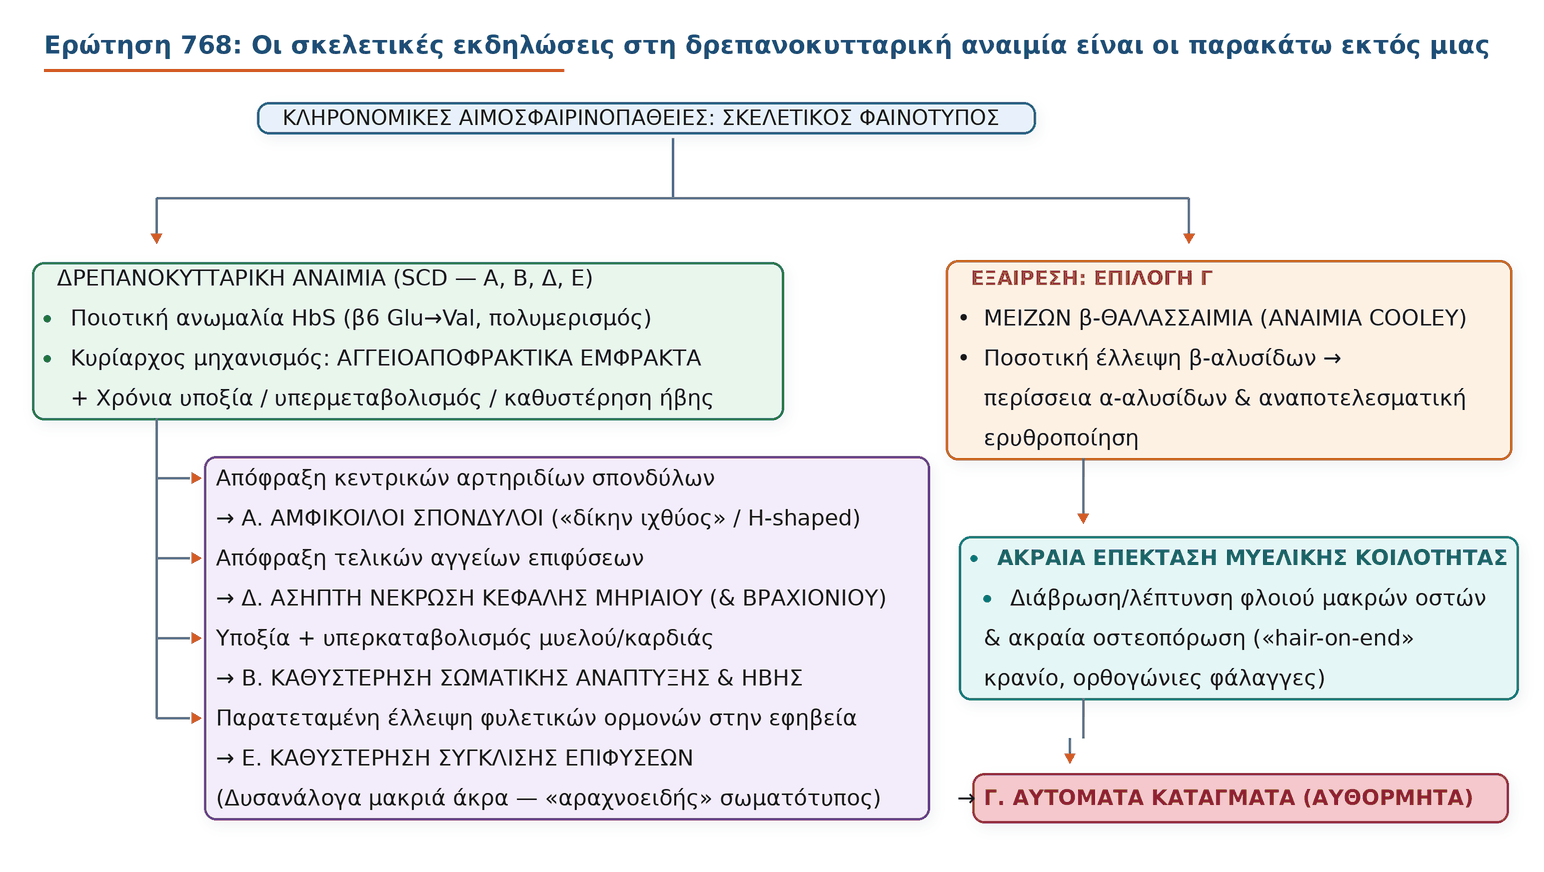 Ερώτηση 768: Οι σκελετικές εκδηλώσεις στη δρεπανοκυτταρική αναιμία είναι οι παρακάτω εκτός μιας
ΚΛΗΡΟΝΟΜΙΚΕΣ ΑΙΜΟΣΦΑΙΡΙΝΟΠΑΘΕΙΕΣ: ΣΚΕΛΕΤΙΚΟΣ ΦΑΙΝΟΤΥΠΟΣ
ΔΡΕΠΑΝΟΚΥΤΤΑΡΙΚΗ ΑΝΑΙΜΙΑ (SCD — Α, Β, Δ, Ε)
• Ποιοτική ανωμαλία HbS (β6 Glu→Val, πολυμερισμός)
• Κυρίαρχος μηχανισμός: ΑΓΓΕΙΟΑΠΟΦΡΑΚΤΙΚΑ ΕΜΦΡΑΚΤΑ
+ Χρόνια υποξία / υπερμεταβολισμός / καθυστέρηση ήβης
Απόφραξη κεντρικών αρτηριδίων σπονδύλων
→ Α. ΑΜΦΙΚΟΙΛΟΙ ΣΠΟΝΔΥΛΟΙ («δίκην ιχθύος» / H-shaped)
Απόφραξη τελικών αγγείων επιφύσεων
→ Δ. ΑΣΗΠΤΗ ΝΕΚΡΩΣΗ ΚΕΦΑΛΗΣ ΜΗΡΙΑΙΟΥ (& ΒΡΑΧΙΟΝΙΟΥ)
Υποξία + υπερκαταβολισμός μυελού/καρδιάς
→ Β. ΚΑΘΥΣΤΕΡΗΣΗ ΣΩΜΑΤΙΚΗΣ ΑΝΑΠΤΥΞΗΣ & ΗΒΗΣ
Παρατεταμένη έλλειψη φυλετικών ορμονών στην εφηβεία
→ Ε. ΚΑΘΥΣΤΕΡΗΣΗ ΣΥΓΚΛΙΣΗΣ ΕΠΙΦΥΣΕΩΝ
(Δυσανάλογα μακριά άκρα — «αραχνοειδής» σωματότυπος)
ΕΞΑΙΡΕΣΗ: ΕΠΙΛΟΓΗ Γ
• ΜΕΙΖΩΝ β-ΘΑΛΑΣΣΑΙΜΙΑ (ΑΝΑΙΜΙΑ COOLEY)
• Ποσοτική έλλειψη β-αλυσίδων →
περίσσεια α-αλυσίδων & αναποτελεσματική
ερυθροποίηση
• ΑΚΡΑΙΑ ΕΠΕΚΤΑΣΗ ΜΥΕΛΙΚΗΣ ΚΟΙΛΟΤΗΤΑΣ
• Διάβρωση/λέπτυνση φλοιού μακρών οστών
& ακραία οστεοπόρωση («hair-on-end»
κρανίο, ορθογώνιες φάλαγγες)
→ Γ. ΑΥΤΟΜΑΤΑ ΚΑΤΑΓΜΑΤΑ (ΑΥΘΟΡΜΗΤΑ)